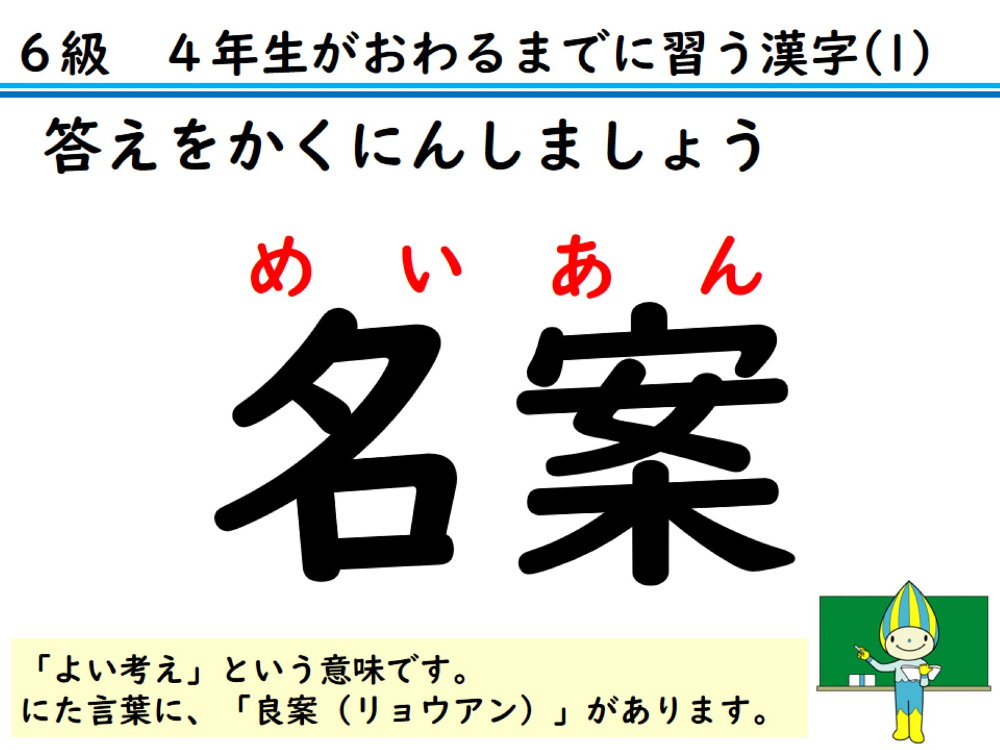 ６級　４年生がおわるまでに習う漢字(1)
答えをかくにんしましょう
めいあん
名案
「よい考え」という意味です。
にた言葉に、「良案（リョウアン）」があります。